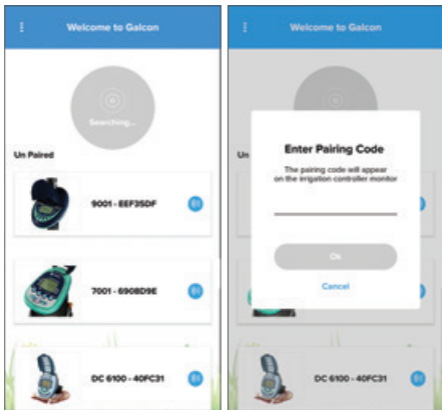 Welcome to Galcon
Searching...
Un Paired
9001 - EEF35DF
7001 - 6908D9E
DC 6100 - 40FC31
Welcome to Galcon
Un
Enter Pairing Code
The pairing code will appear
on the irrigation controller monitor
Ok
Cancel
DC 6100 - 40FC31